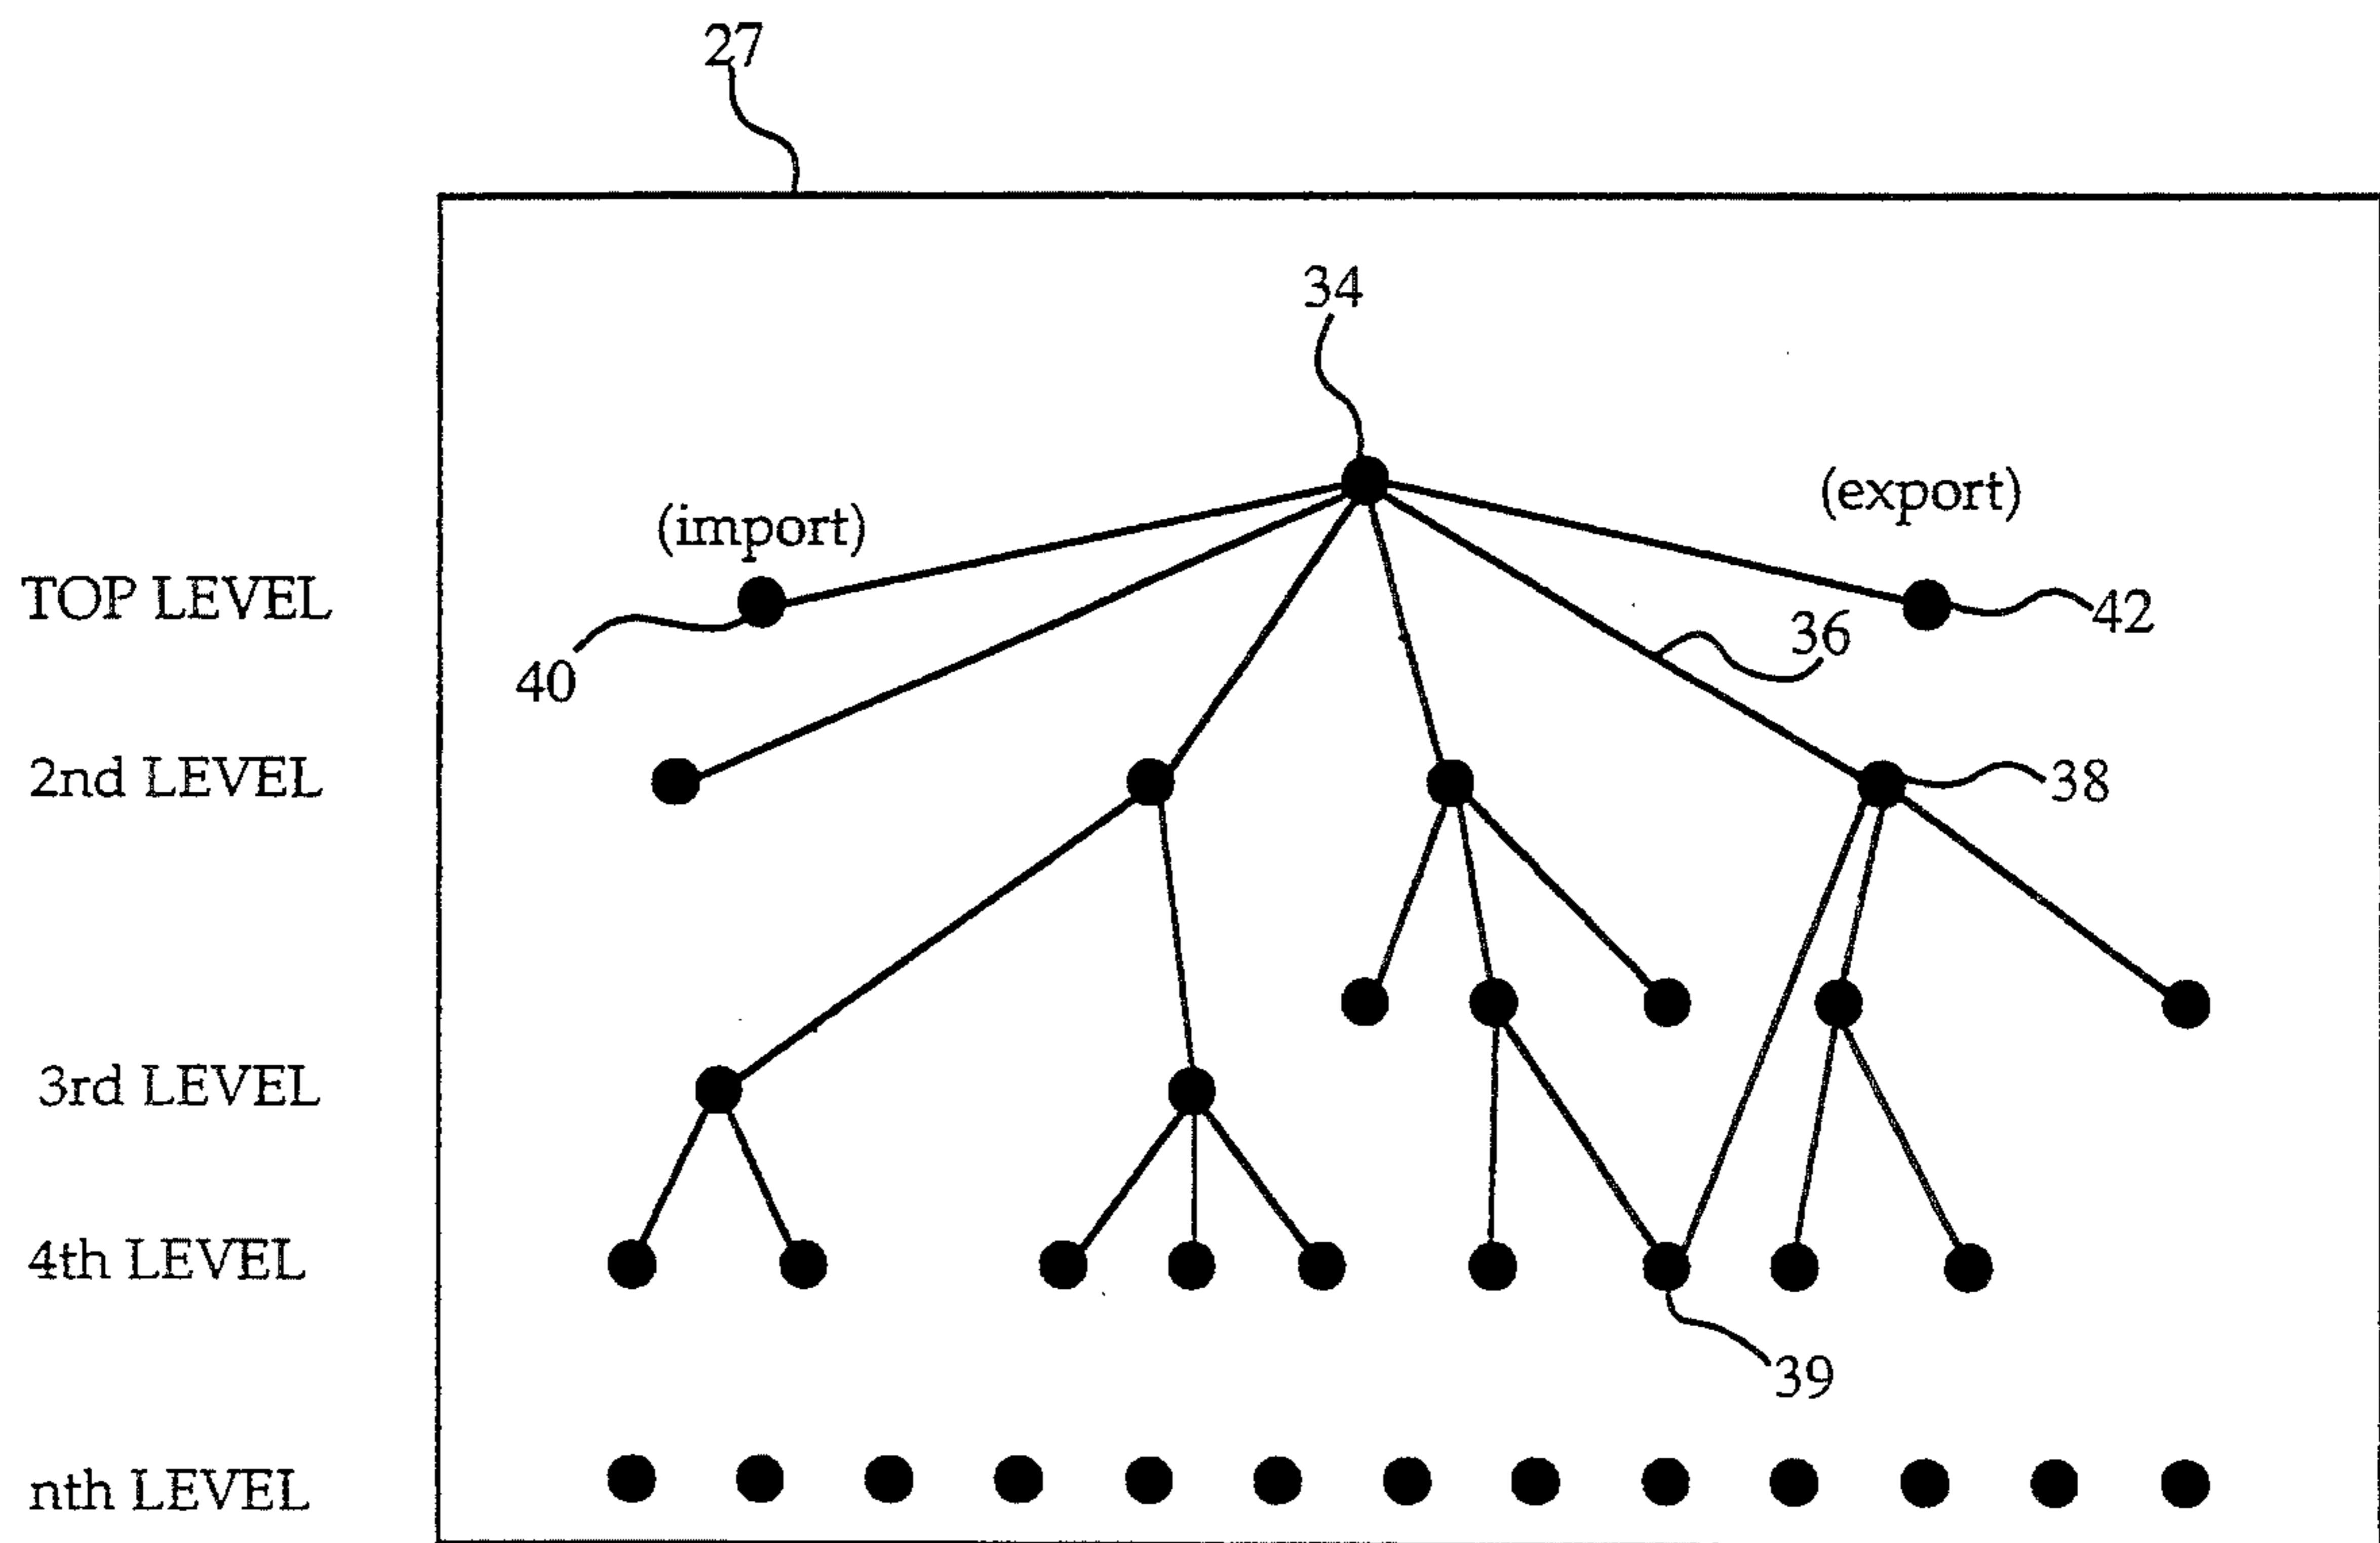 27
34
(export)
(import)
TOP LEVEL
42
36
40
2nd LEVEL
38
3rd LEVEL
4th LEVEL
39
nth LEVEL